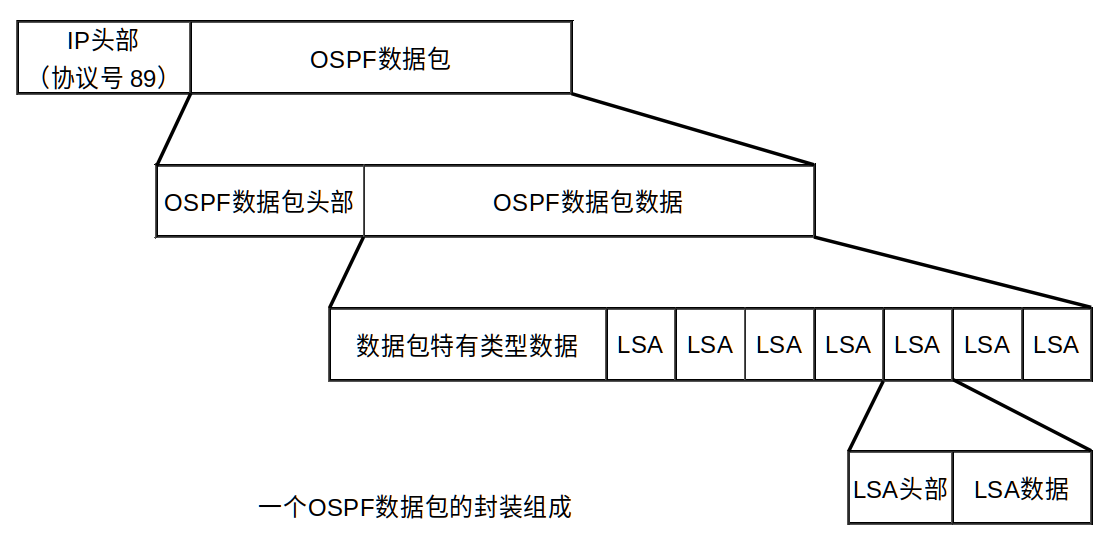 IP头部
（协议号 89）
OSPF数据包
OSPF数据包头部
OSPF数据包数据
数据包特有类型数据
LSA
LSA
LSA
LSA
LSA
LSA
LSA
LSA头部
LSA数据
一个OSPF数据包的封装组成